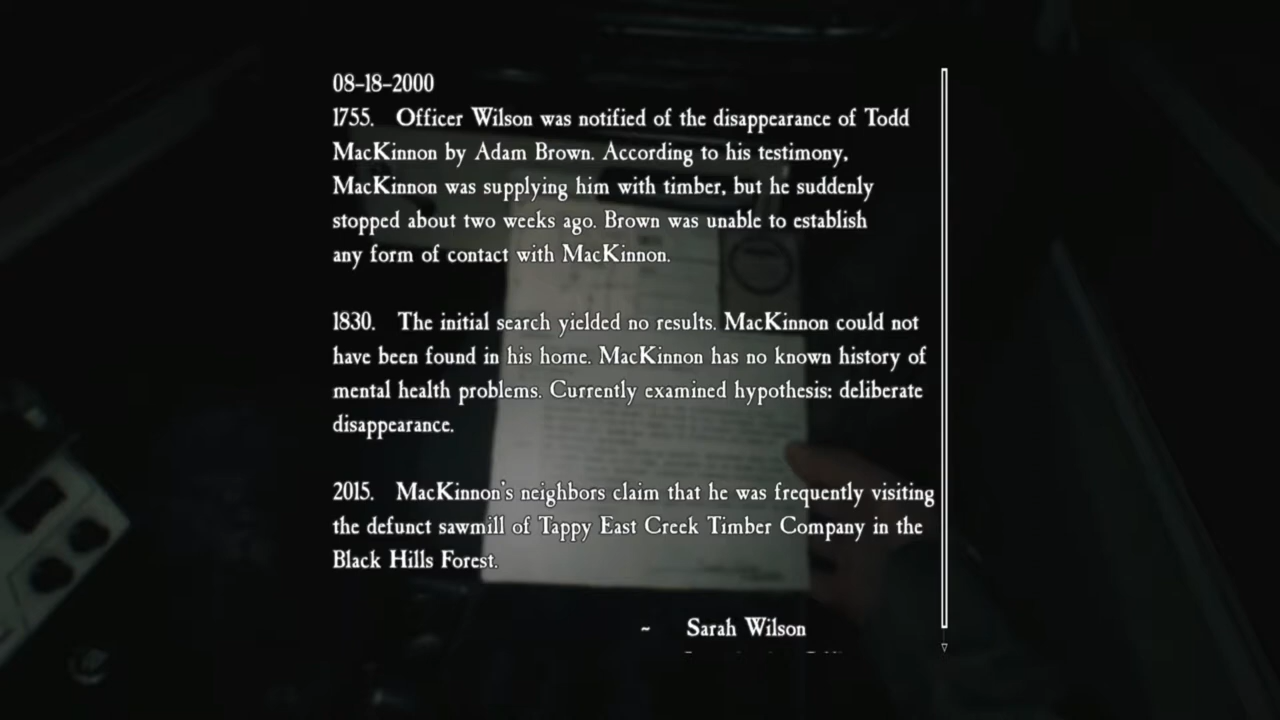 08-18-2000
1755. Officer Wilson was notified of the disappearance of Todd
MacKinnon by Adam Brown. According to his testimony,
MacKinnon was supplying him with timber, but he suddenly
stopped about two weeks ago. Brown was unable to establish
any form of contact with MacKinnon.
1830. The initial search yielded no results. MacKinnon could not
have been found in his home. MacKinnon has no known history of
mental health problems. Currently examined hypothesis: deliberate
disappearance.
2015. MacKinnon's neighbors claim that he was frequently visiting
the defunct sawmill of Tappy East Creek Timber Company in the
Black Hills Forest.
~ Sarah Wilson